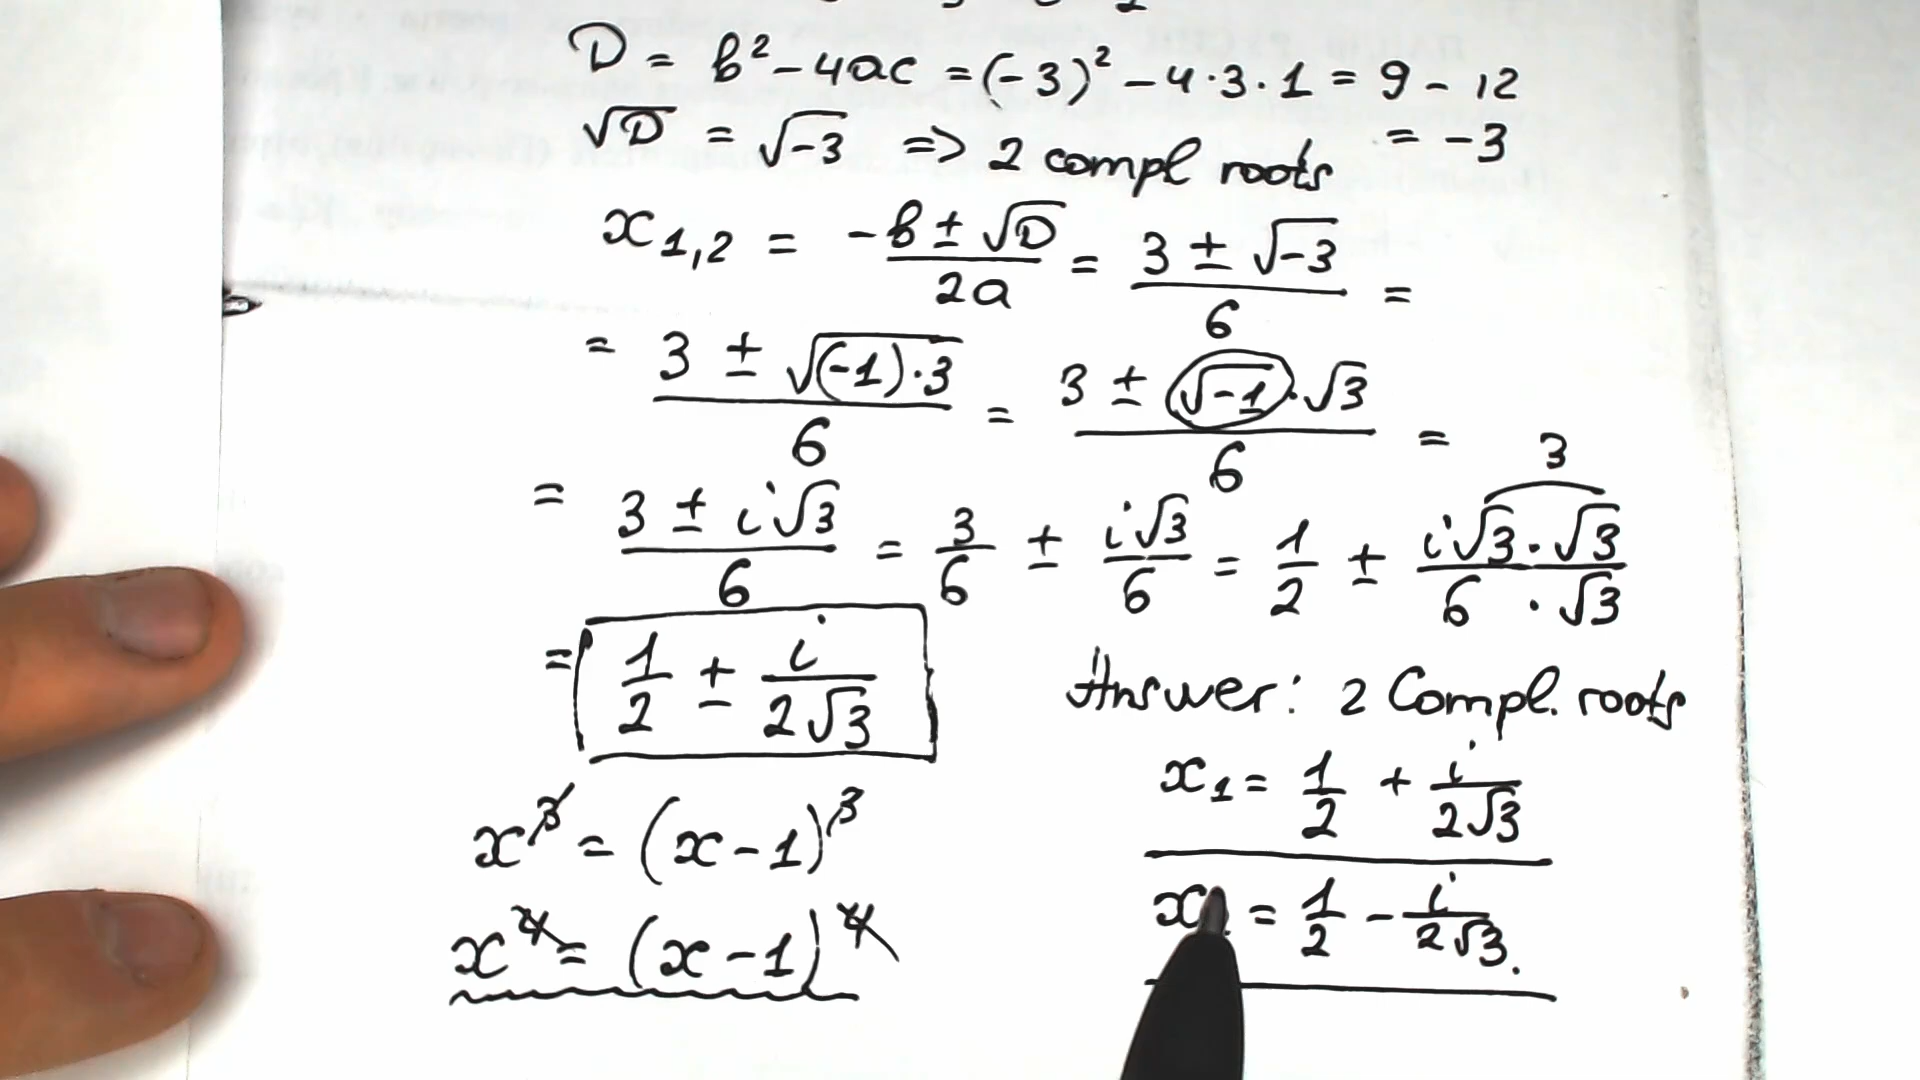 D = b² - 4ac = (-3)² - 4·3·1 = 9 - 12
= -3
√D = √-3 => 2 compl roots
x₁,₂ = (-b ± √D)/(2a) = (3 ± √-3)/6 =
= (3 ± √((-1)·3))/6 = (3 ± √-1·√3)/6 =
= (3 ± i√3)/6 = 3/6 ± i√3/6 = 1/2 ± (i√3·√3)/(6·√3)
3
= 1/2 ± i/(2√3)
Answer: 2 Compl. roots
x₁ = 1/2 + i/(2√3)
x = 1/2 - i/(2√3).
x³ = (x-1)³
x⁴ = (x-1)⁴